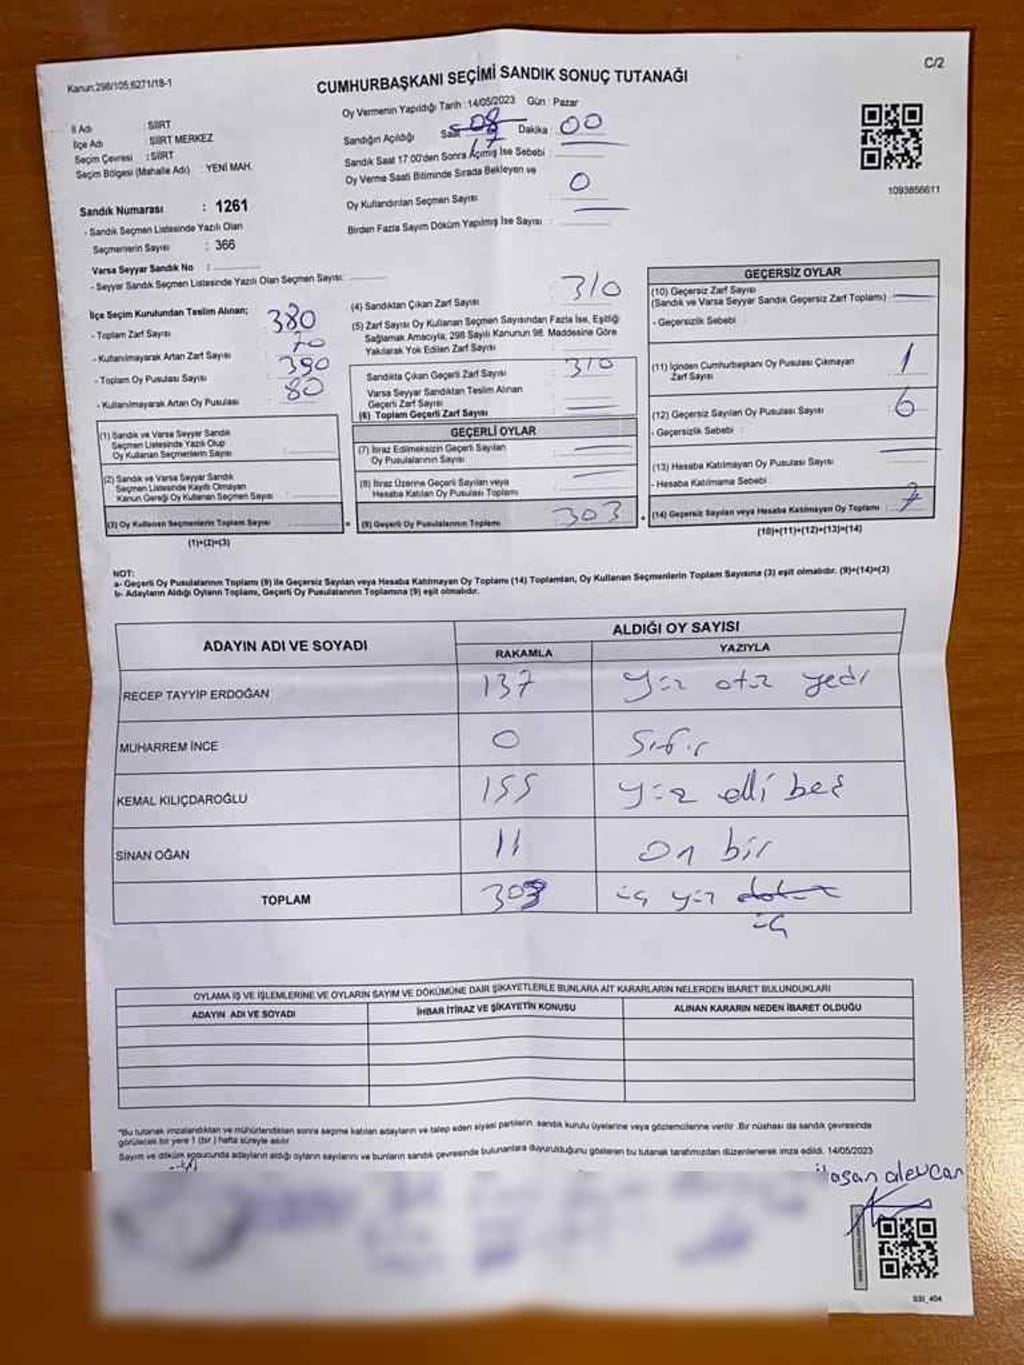 Kanun:298/105;6271/18-1
C/2
CUMHURBAŞKANI SEÇİMİ SANDIK SONUÇ TUTANAĞI
İl Adı : SİİRT
İlçe Adı : SİİRT MERKEZ
Seçim Çevresi : SİİRT
Seçim Bölgesi (Mahalle Adı) : YENİ MAH.
Oy Vermenin Yapıldığı Tarih : 14/05/2023 Gün : Pazar
Sandığın Açıldığı Saat 08 17 Dakika : 00
Sandık Saat 17:00'den Sonra Açımış İse Sebebi :
Oy Verme Saati Bitiminde Sırada Bekleyen ve
Oy Kullandırılan Seçmen Sayısı : 0
Birden Fazla Sayım Döküm Yapılmış İse Sayısı :
1093856611
Sandık Numarası : 1261
- Sandık Seçmen Listesinde Yazılı Olan
Seçmenlerin Sayısı : 366
Varsa Seyyar Sandık No :
- Seyyar Sandık Seçmen Listesinde Yazılı Olan Seçmen Sayısı:
İlçe Seçim Kurulundan Teslim Alınan;
- Toplam Zarf Sayısı : 380
- Kullanılmayarak Artan Zarf Sayısı : 70
- Toplam Oy Pusulası Sayısı : 390
- Kullanılmayarak Artan Oy Pusulası : 80
(1) Sandık ve Varsa Seyyar Sandık
Seçmen Listesinde Yazılı Olup
Oy Kullanan Seçmenlerin Sayısı :
(2) Sandık ve Varsa Seyyar Sandık
Seçmen Listesinde Kayıtlı Olmayan
Kanun Gereği Oy Kullanan Seçmen Sayısı :
(3) Oy Kullanan Seçmenlerin Toplam Sayısı :
(1)+(2)=(3)
(4) Sandıktan Çıkan Zarf Sayısı : 310
(5) Zarf Sayısı Oy Kullanan Seçmen Sayısından Fazla İse, Eşitliği
Sağlamak Amacıyla, 298 Sayılı Kanunun 98. Maddesine Göre
Yakılarak Yok Edilen Zarf Sayısı :
Sandıkta Çıkan Geçerli Zarf Sayısı : 310
Varsa Seyyar Sandıktan Teslim Alınan
Geçerli Zarf Sayısı :
(6) Toplam Geçerli Zarf Sayısı :
GEÇERLİ OYLAR
(7) İtiraz Edilmeksizin Geçerli Sayılan
Oy Pusulalarının Sayısı :
(8) İtiraz Üzerine Geçerli Sayılan veya
Hesaba Katılan Oy Pusulası Toplamı :
(9) Geçerli Oy Pusulalarının Toplamı : 303
GEÇERSİZ OYLAR
(10) Geçersiz Zarf Sayısı
(Sandık ve Varsa Seyyar Sandık Geçersiz Zarf Toplamı) :
- Geçersizlik Sebebi :
(11) İçinden Cumhurbaşkanı Oy Pusulası Çıkmayan
Zarf Sayısı : 1
(12) Geçersiz Sayılan Oy Pusulası Sayısı : 6
- Geçersizlik Sebebi :
(13) Hesaba Katılmayan Oy Pusulası Sayısı :
- Hesaba Katılmama Sebebi :
(14) Geçersiz Sayılan veya Hesaba Katılmayan Oy Toplamı : 7
(10)+(11)+(12)+(13)=(14)
NOT:
a- Geçerli Oy Pusulalarının Toplamı (9) ile Geçersiz Sayılan veya Hesaba Katılmayan Oy Toplamı (14) Toplamları, Oy Kullanan Seçmenlerin Toplam Sayısına (3) eşit olmalıdır. (9)+(14)=(3)
b- Adayların Aldığı Oyların Toplamı, Geçerli Oy Pusulalarının Toplamına (9) eşit olmalıdır.
ADAYIN ADI VE SOYADI
ALDIĞI OY SAYISI
RAKAMLA YAZIYLA
RECEP TAYYİP ERDOĞAN 137 yüz otuz yedi
MUHARREM İNCE 0 Sıfır
KEMAL KILIÇDAROĞLU 155 yüz elli beş
SİNAN OĞAN 11 on bir
TOPLAM 303 üç yüz dokuz
üç
OYLAMA İŞ VE İŞLEMLERİNE VE OYLARIN SAYIM VE DÖKÜMÜNE DAİR ŞİKAYETLERLE BUNLARA AİT KARARLARIN NELERDEN İBARET BULUNDUKLARI
ADAYIN ADI VE SOYADI İHBAR İTİRAZ VE ŞİKAYETİN KONUSU ALINAN KARARIN NEDEN İBARET OLDUĞU
*Bu tutanak imzalandıktan ve mühürlendikten sonra seçime katılan adayların ve talep eden siyasi partilerin sandık kurulu üyelerine veya gözlemcilerine verilir. Bir nüshası da sandık çevresinde
görülecek bir yere 1 (bir) hafta süreyle asılır.
Sayım ve döküm sonucunda adayların aldığı oyların sayılarını ve bunların sandık çevresinde bulunanlara duyurulduğunu gösteren bu tutanak tarafımızdan düzenlenerek imza edildi. 14/05/2023
SSI_404